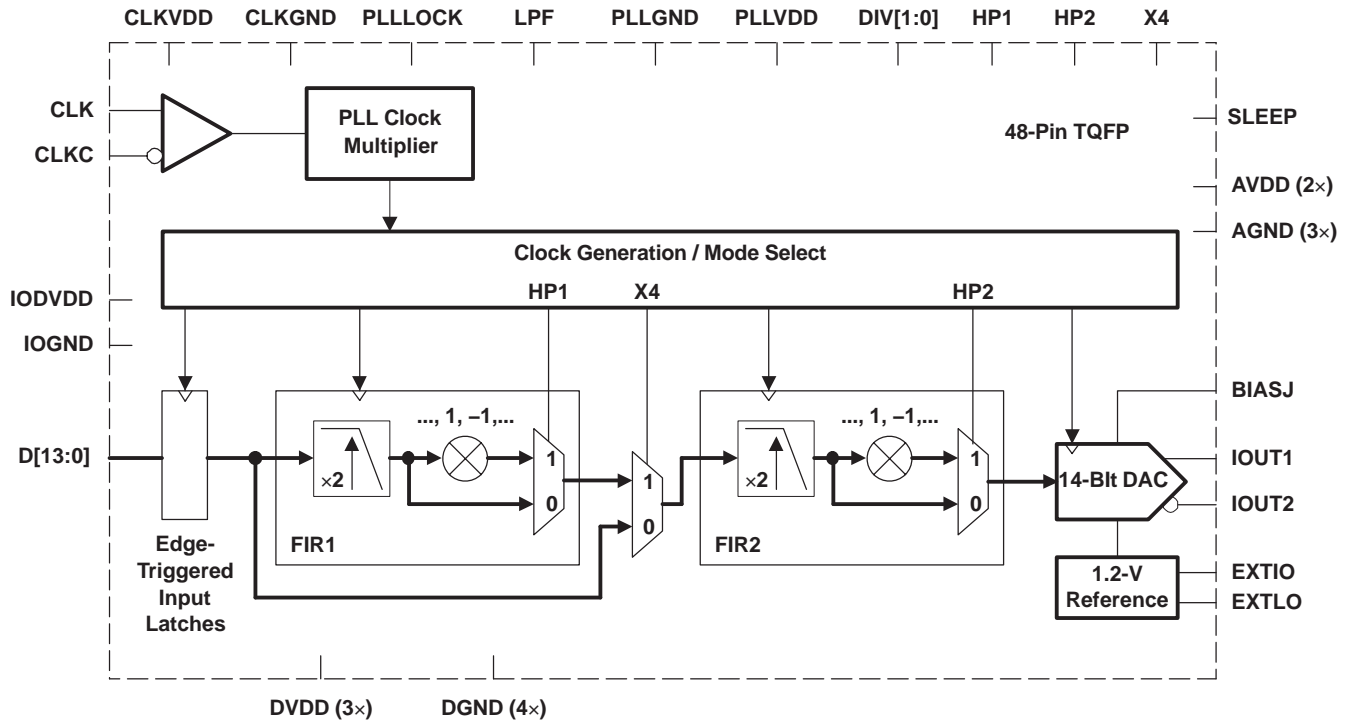 CLKVDD CLKGND PLLLOCK LPF PLLGND PLLVDD DIV[1:0] HP1 HP2 X4
CLK
CLKC
PLL Clock
Multiplier
48-Pin TQFP
SLEEP
AVDD (2×)
AGND (3×)
Clock Generation / Mode Select
HP1 X4 HP2
IODVDD
IOGND
BIASJ
..., 1, –1,...
..., 1, –1,...
D[13:0]
×2
1
0
1
0
×2
1
0
14-BIt DAC
IOUT1
IOUT2
FIR1
FIR2
Edge-
Triggered
Input
Latches
1.2-V
Reference
EXTIO
EXTLO
DVDD (3×) DGND (4×)